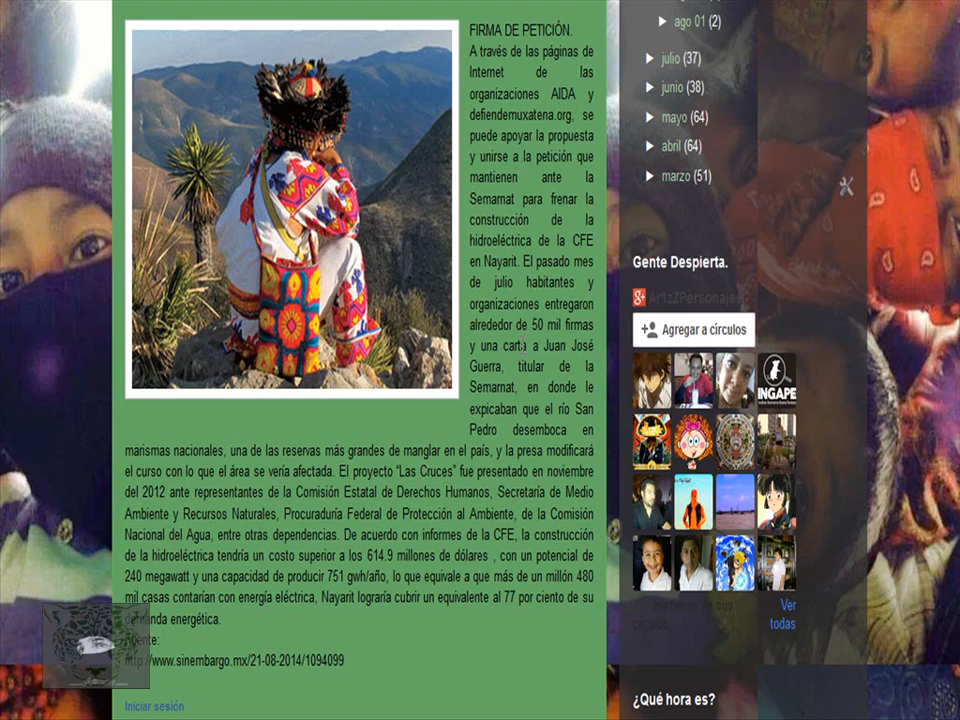 FIRMA DE PETICIÓN.
A través de las páginas de
Internet de las
organizaciones AIDA y
defiendemuxatena.org, se
puede apoyar la propuesta
y unirse a la petición que
mantienen ante la
Semarnat para frenar la
construcción de la
hidroeléctrica de la CFE
en Nayarit. El pasado mes
de julio habitantes y
organizaciones entregaron
alrededor de 50 mil firmas
y una carta a Juan José
Guerra, titular de la
Semarnat, en donde le
expicaban que el río San
Pedro desemboca en
marismas nacionales, una de las reservas más grandes de manglar en el país, y la presa modificará
el curso con lo que el área se vería afectada. El proyecto “Las Cruces” fue presentado en noviembre
del 2012 ante representantes de la Comisión Estatal de Derechos Humanos, Secretaría de Medio
Ambiente y Recursos Naturales, Procuraduría Federal de Protección al Ambiente, de la Comisión
Nacional del Agua, entre otras dependencias. De acuerdo con informes de la CFE, la construcción
de la hidroeléctrica tendría un costo superior a los 614.9 millones de dólares , con un potencial de
240 megawatt y una capacidad de producir 751 gwh/año, lo que equivale a que más de un millón 480
mil casas contarían con energía eléctrica, Nayarit lograría cubrir un equivalente al 77 por ciento de su
demanda energética.
Fuente:
http://www.sinembargo.mx/21-08-2014/1094099
Iniciar sesión
ago 01 (2)
julio (37)
junio (38)
mayo (64)
abril (64)
marzo (51)
Gente Despierta.
Ar1zZPersonajes
Agregar a círculos
INGAPE
Ver
todas
¿Qué hora es?